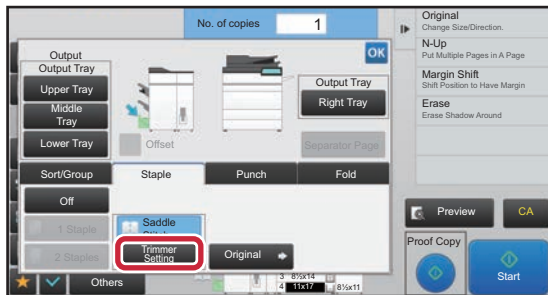 No. of copies
1
Original
Change Size/Direction.
N-Up
Put Multiple Pages in A Page
Margin Shift
Shift Position to Have Margin
Erase
Erase Shadow Around
Output
OK
Output Tray
Upper Tray
Middle
Tray
Lower Tray
Offset
Output Tray
Right Tray
Separator Page
Sort/Group
Staple
Punch
Fold
Off
1 Staple
2 Staples
Saddle
Trimmer
Setting
Original
Preview
CA
Proof Copy
Start
Others
3 8½x14
4 11x17
8½x11